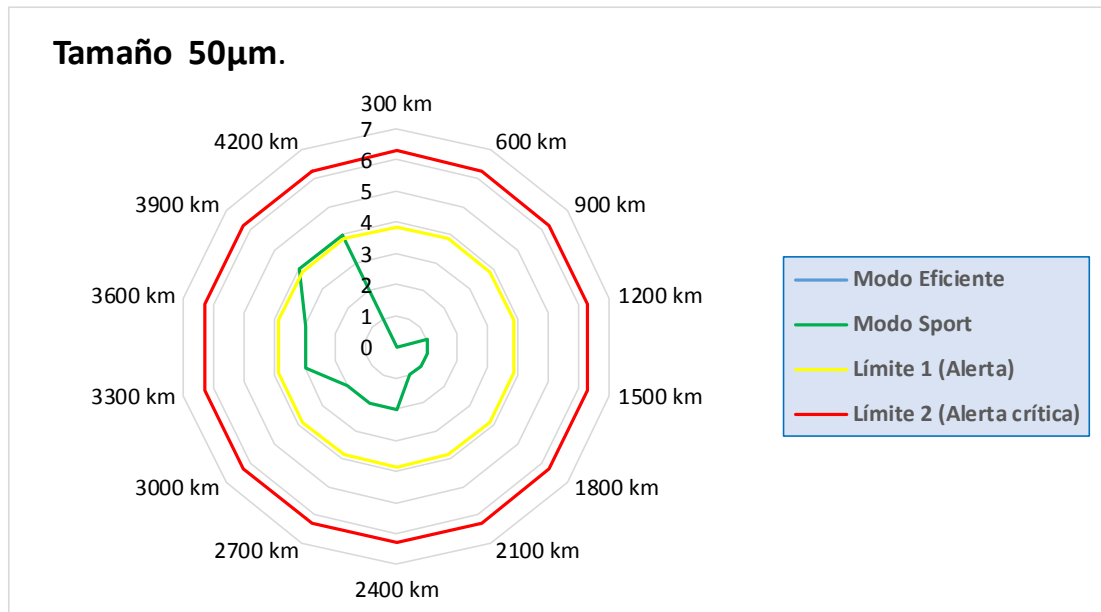 Tamaño 50µm.
300 km
600 km
900 km
1200 km
1500 km
1800 km
2100 km
2400 km
2700 km
3000 km
3300 km
3600 km
3900 km
4200 km
7
6
5
4
3
2
1
0
Modo Eficiente
Modo Sport
Límite 1 (Alerta)
Límite 2 (Alerta crítica)